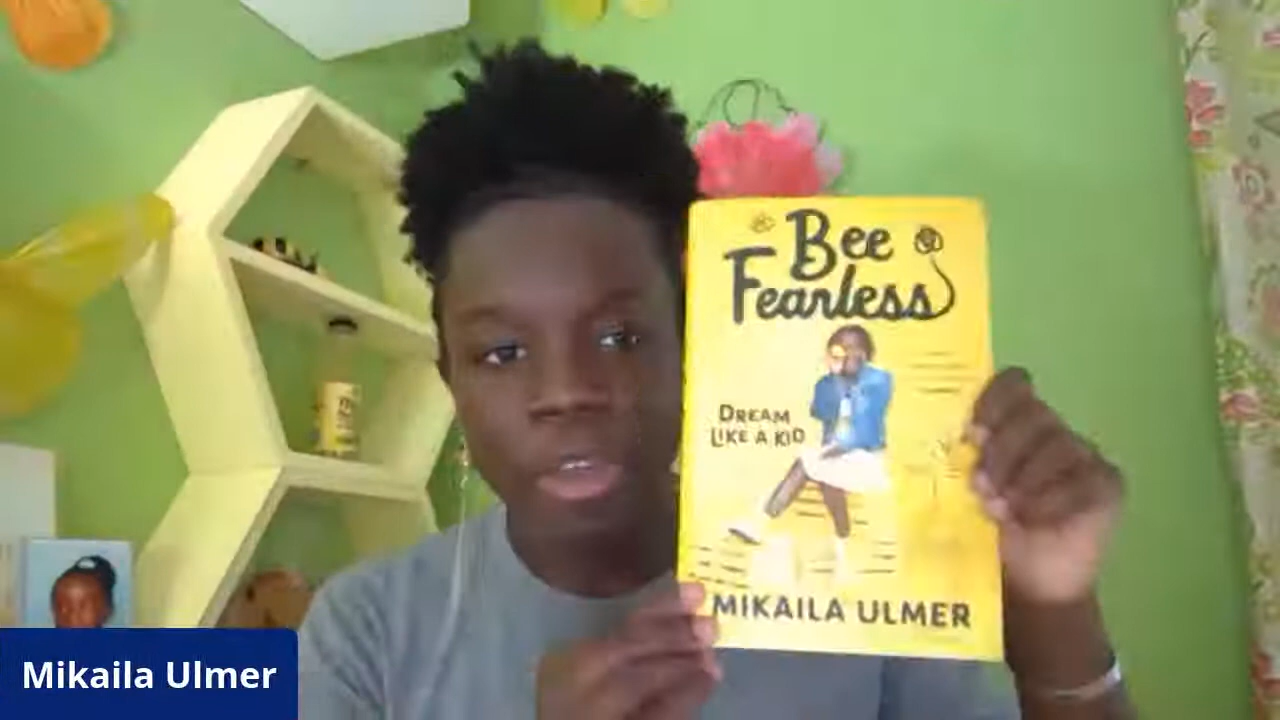 Bee
Fearless
DREAM
LIKE A KID
MIKAILA ULMER
Mikaila Ulmer